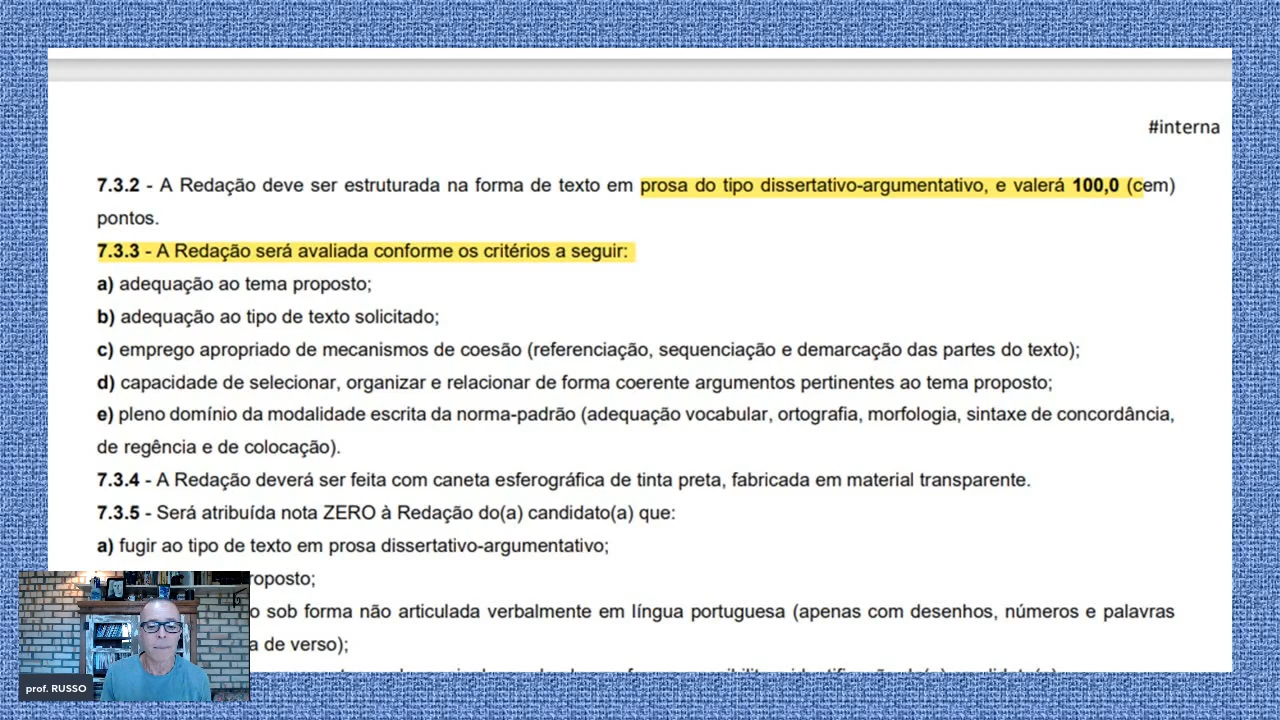 #interna
7.3.2 - A Redação deve ser estruturada na forma de texto em prosa do tipo dissertativo-argumentativo, e valerá 100,0 (cem)
pontos.
7.3.3 - A Redação será avaliada conforme os critérios a seguir:
a) adequação ao tema proposto;
b) adequação ao tipo de texto solicitado;
c) emprego apropriado de mecanismos de coesão (referenciação, sequenciação e demarcação das partes do texto);
d) capacidade de selecionar, organizar e relacionar de forma coerente argumentos pertinentes ao tema proposto;
e) pleno domínio da modalidade escrita da norma-padrão (adequação vocabular, ortografia, morfologia, sintaxe de concordância,
de regência e de colocação).
7.3.4 - A Redação deverá ser feita com caneta esferográfica de tinta preta, fabricada em material transparente.
7.3.5 - Será atribuída nota ZERO à Redação do(a) candidato(a) que:
a) fugir ao tipo de texto em prosa dissertativo-argumentativo;
roposto;
o sob forma não articulada verbalmente em língua portuguesa (apenas com desenhos, números e palavras
a de verso);
prof. RUSSO